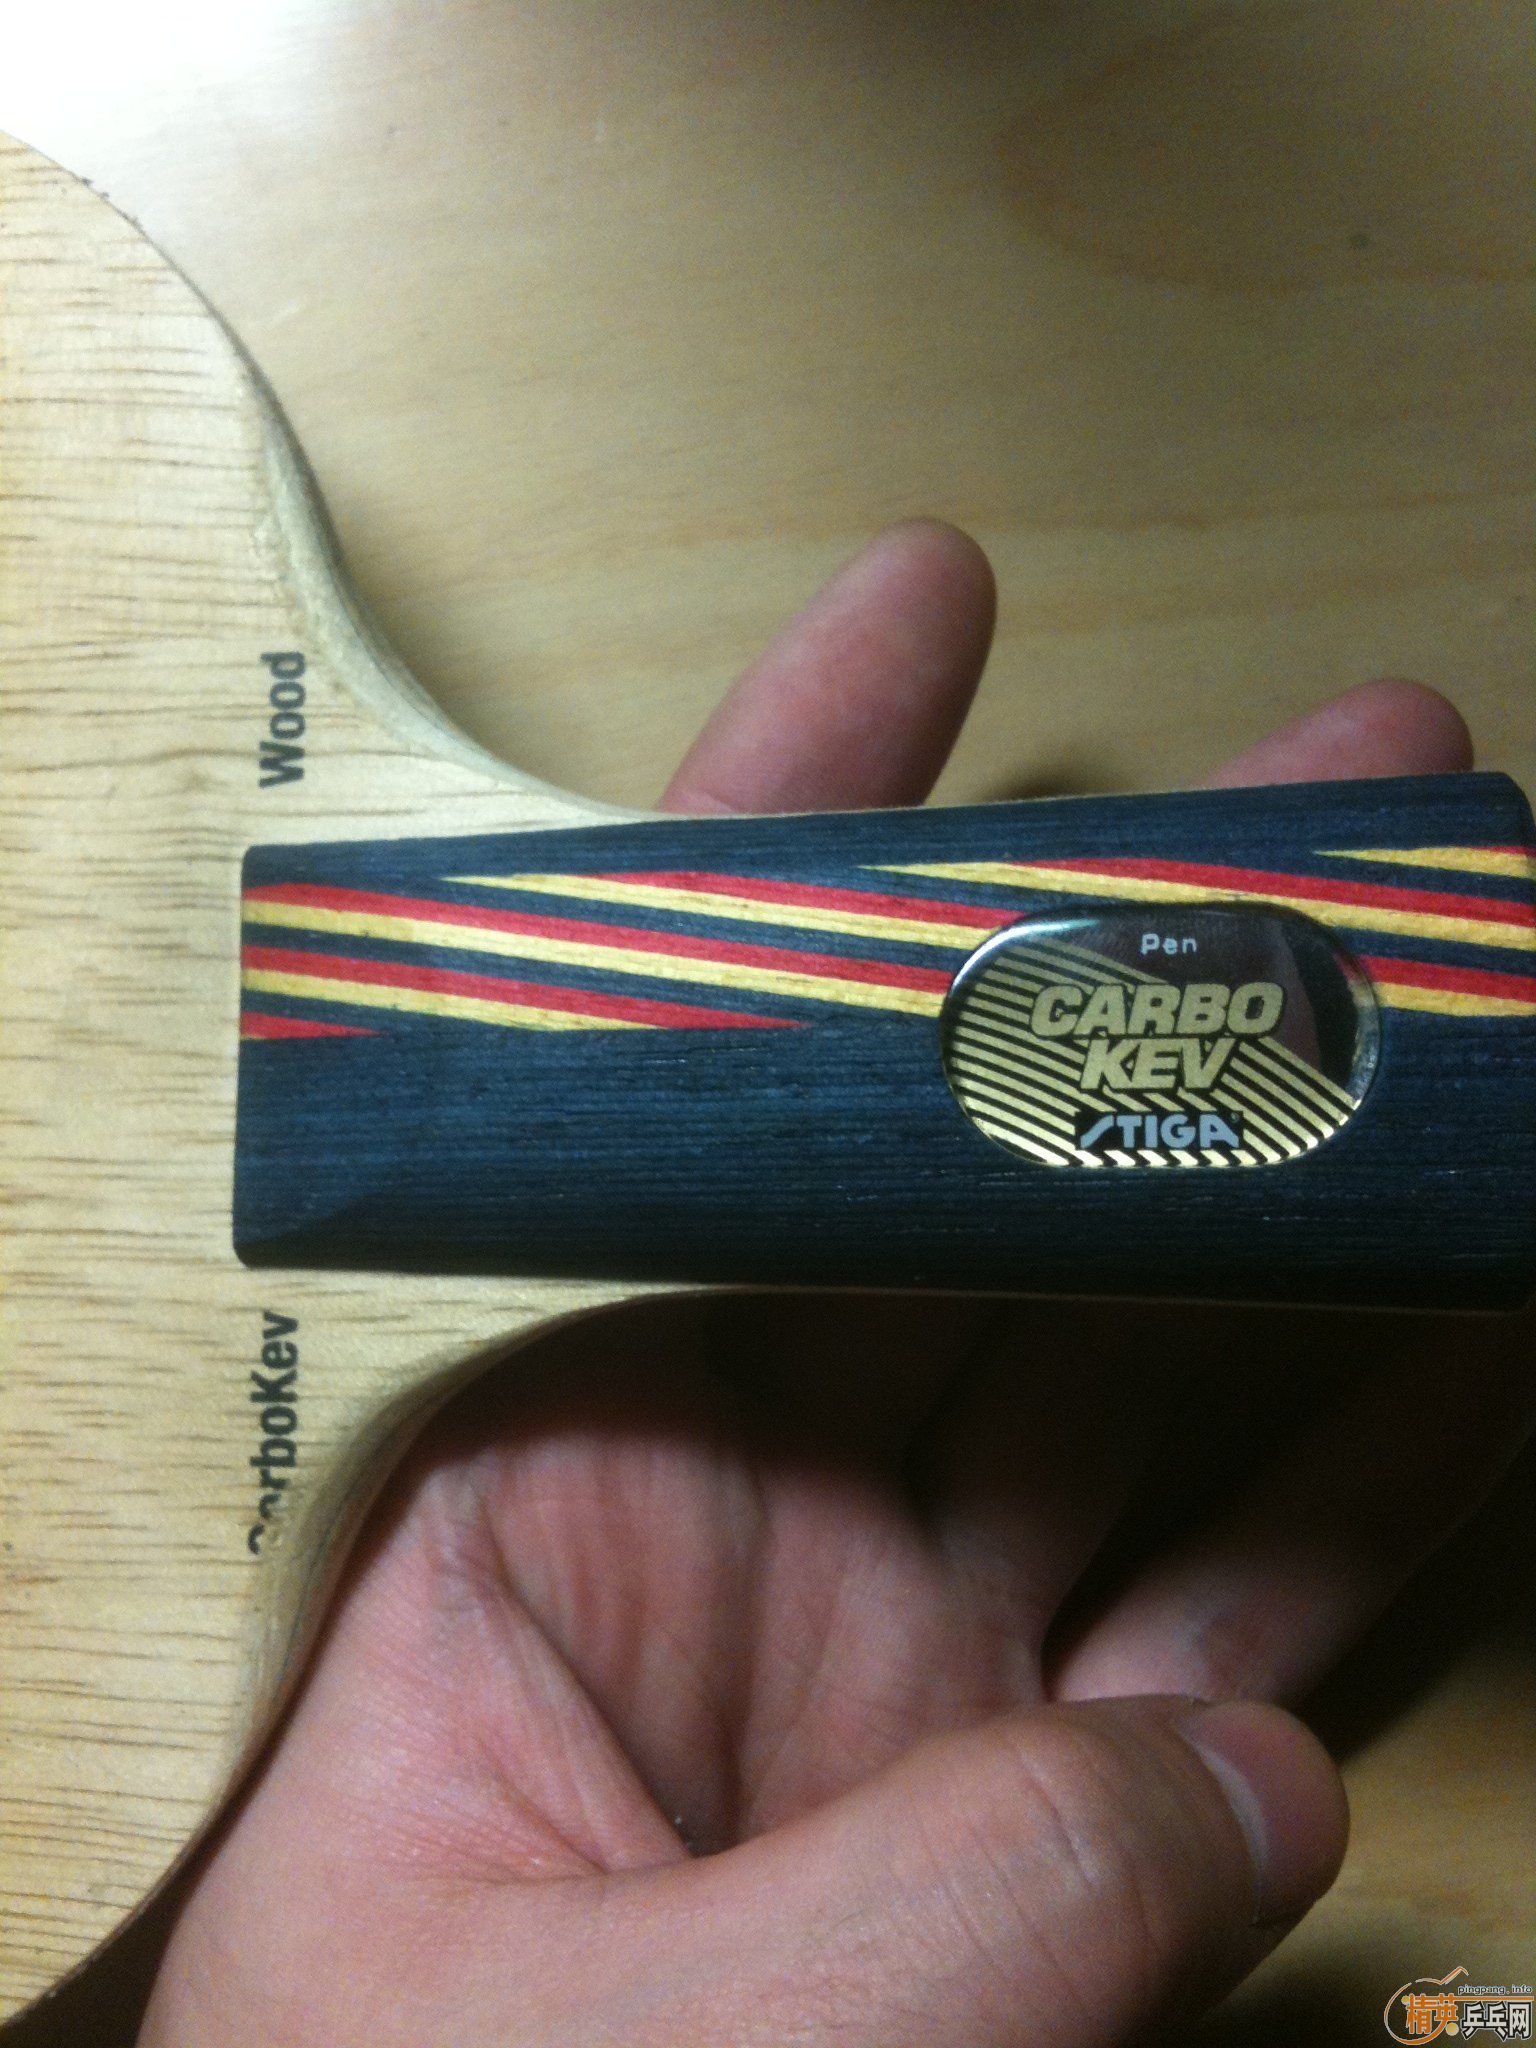 Wood
CarboKev
Pen
CARBO
KEV
STIGA
pingpang.info
精英乒乓网